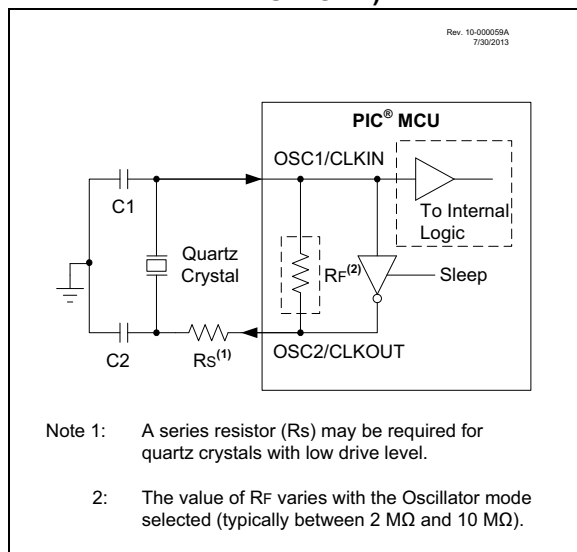 Rev. 10-000059A
7/30/2013
PIC® MCU
OSC1/CLKIN
C1
To Internal
Logic
Quartz
Crystal
RF(2)
Sleep
C2
RS(1)
OSC2/CLKOUT
Note 1: A series resistor (Rs) may be required for
quartz crystals with low drive level.
2: The value of RF varies with the Oscillator mode
selected (typically between 2 MΩ and 10 MΩ).